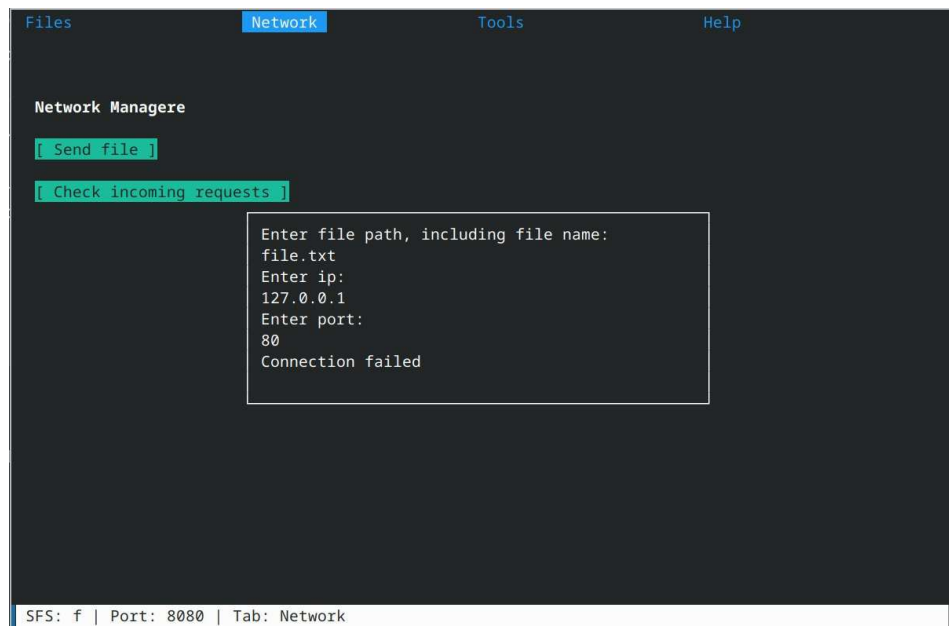 Files Network Tools Help
Network Managere
[ Send file ]
[ Check incoming requests ]
Enter file path, including file name:
file.txt
Enter ip:
127.0.0.1
Enter port:
80
Connection failed
SFS: f | Port: 8080 | Tab: Network